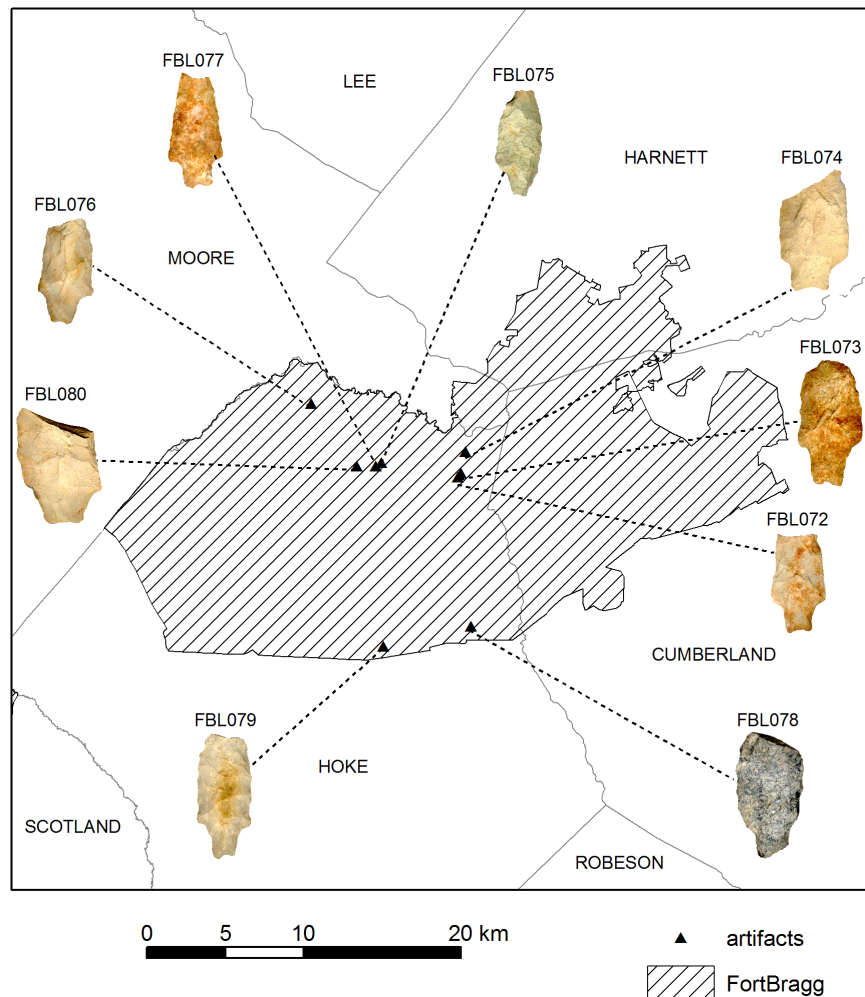 FBL077
LEE
FBL075
HARNETT
FBL074
FBL076
MOORE
FBL073
FBL080
FBL072
CUMBERLAND
FBL079
FBL078
HOKE
SCOTLAND
ROBESON
0 5 10 20 km
artifacts
FortBragg